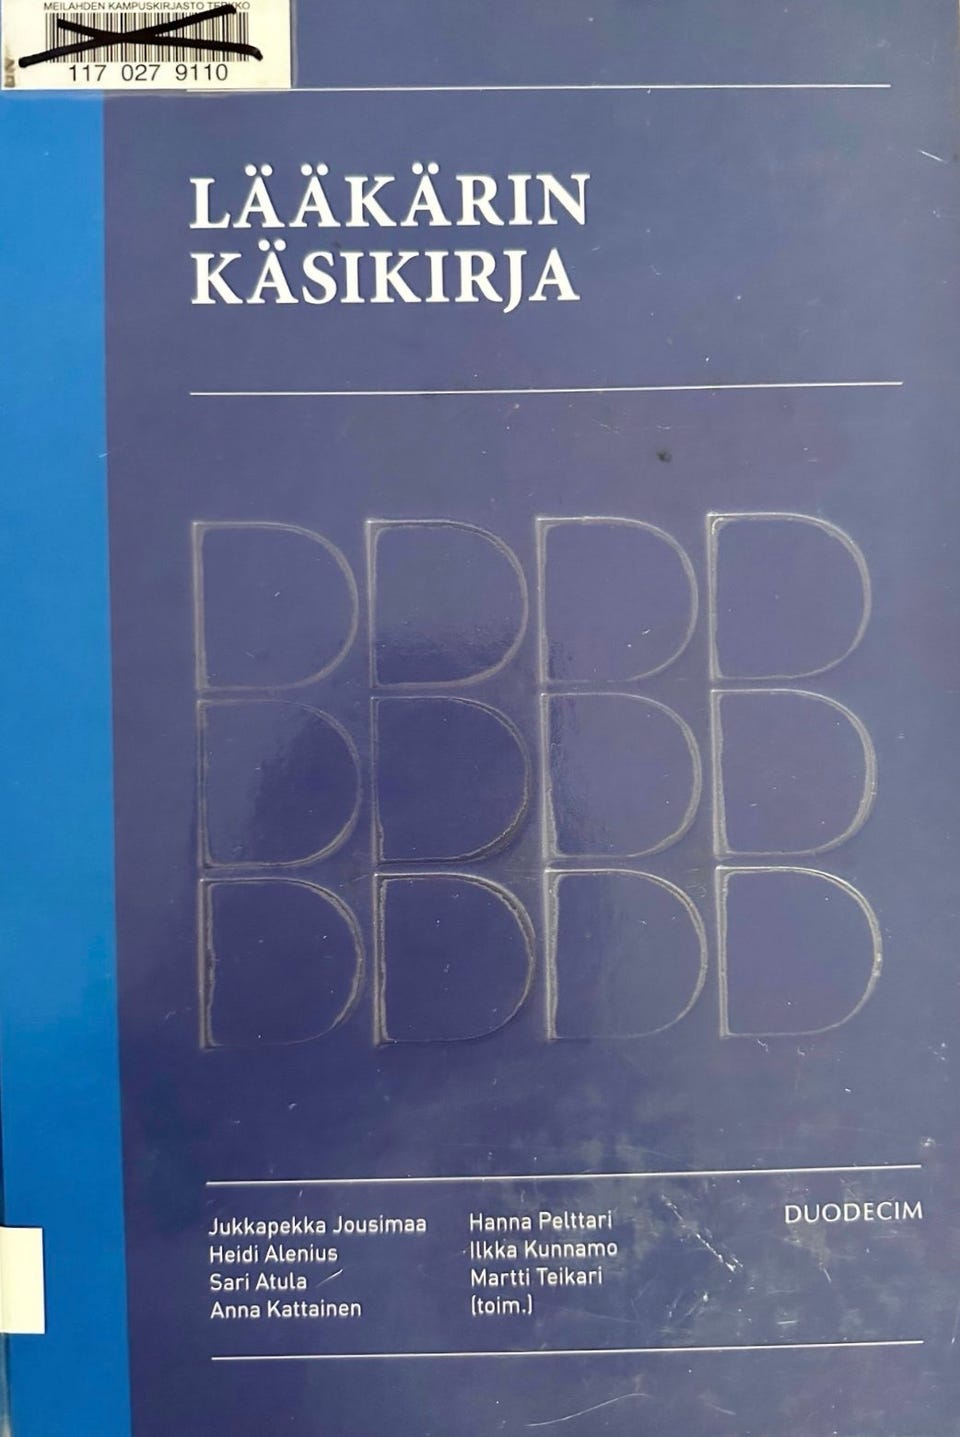 MEILAHDEN KAMPUSKIRJASTO TERKKO
117 027 9110
LÄÄKÄRIN
KÄSIKIRJA
Jukkapekka Jousimaa
Heidi Alenius
Sari Atula
Anna Kattainen
Hanna Pelttari
Ilkka Kunnamo
Martti Teikari
(toim.)
DUODECIM